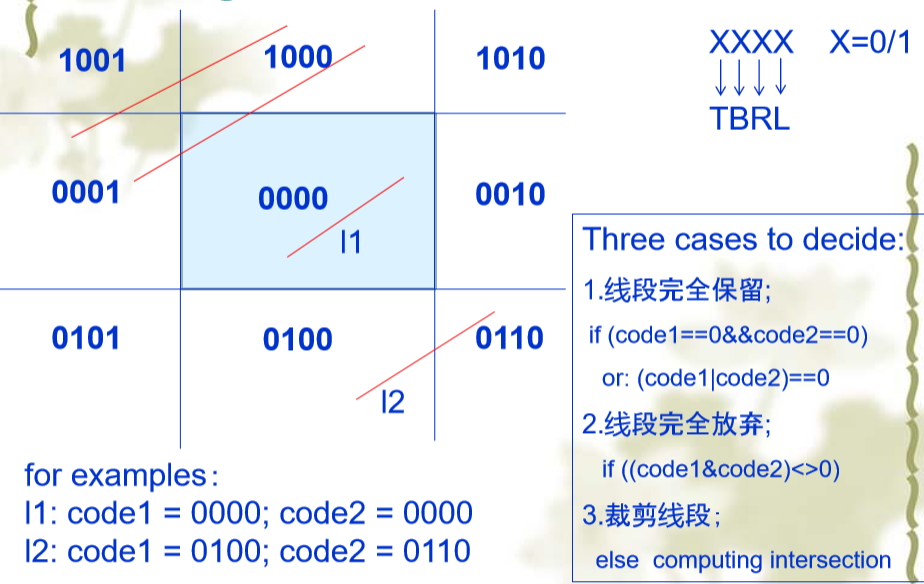 1001
1000
1010
0001
0000
0010
l1
0101
0100
0110
l2
XXXX X=0/1
TBRL
Three cases to decide:
1.线段完全保留;
if (code1==0&&code2==0)
or: (code1|code2)==0
2.线段完全放弃;
if ((code1&code2)<>0)
3.裁剪线段;
else computing intersection
for examples:
l1: code1 = 0000; code2 = 0000
l2: code1 = 0100; code2 = 0110